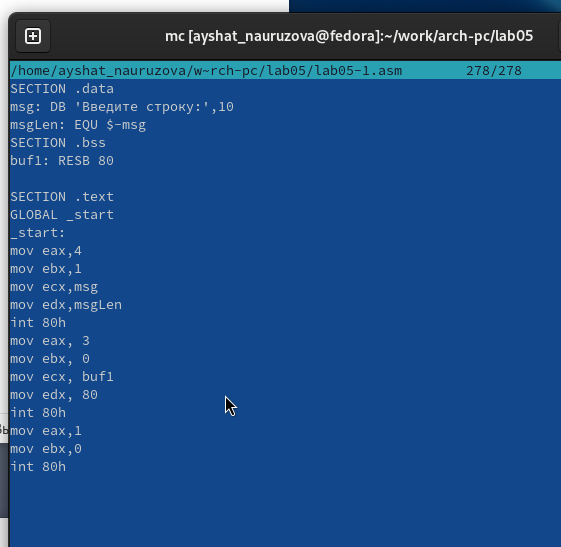 mc [ayshat_nauruzova@fedora]:~/work/arch-pc/lab05
/home/ayshat_nauruzova/w~rch-pc/lab05/lab05-1.asm 278/278
SECTION .data
msg: DB 'Введите строку:',10
msgLen: EQU $-msg
SECTION .bss
buf1: RESB 80
SECTION .text
GLOBAL _start
_start:
mov eax,4
mov ebx,1
mov ecx,msg
mov edx,msgLen
int 80h
mov eax, 3
mov ebx, 0
mov ecx, buf1
mov edx, 80
int 80h
mov eax,1
mov ebx,0
int 80h